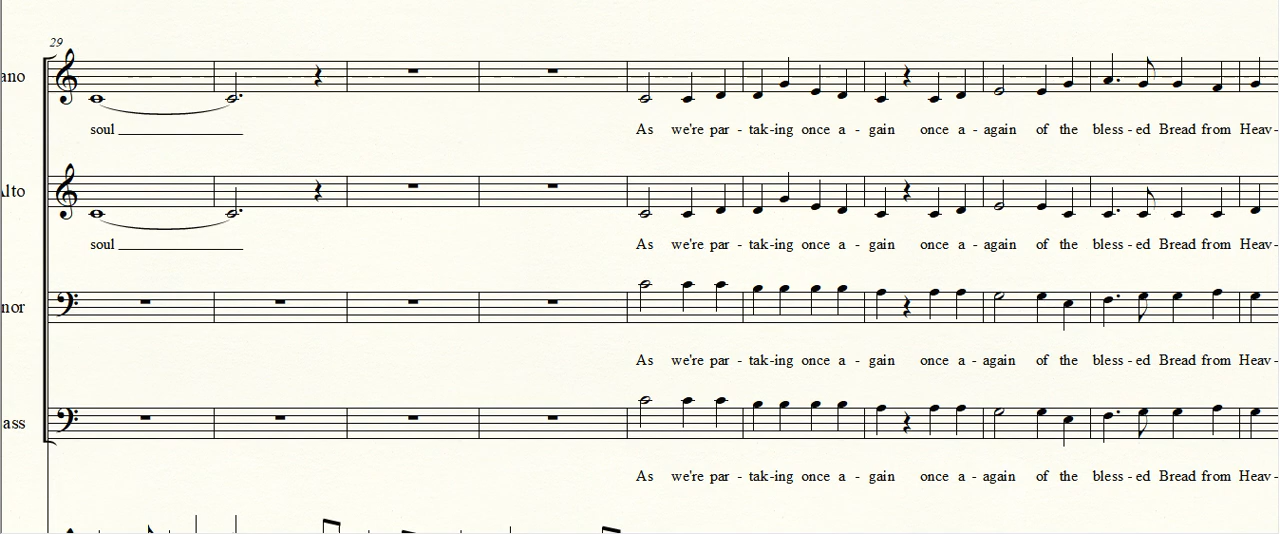 29
ano
soul
As we're par - tak-ing once a - gain once a - again of the bless - ed Bread from Heav-
lto
soul
As we're par - tak-ing once a - gain once a - again of the bless - ed Bread from Heav-
nor
As we're par - tak-ing once a - gain once a - again of the bless - ed Bread from Heav-
ass
As we're par - tak-ing once a - gain once a - again of the bless - ed Bread from Heav-